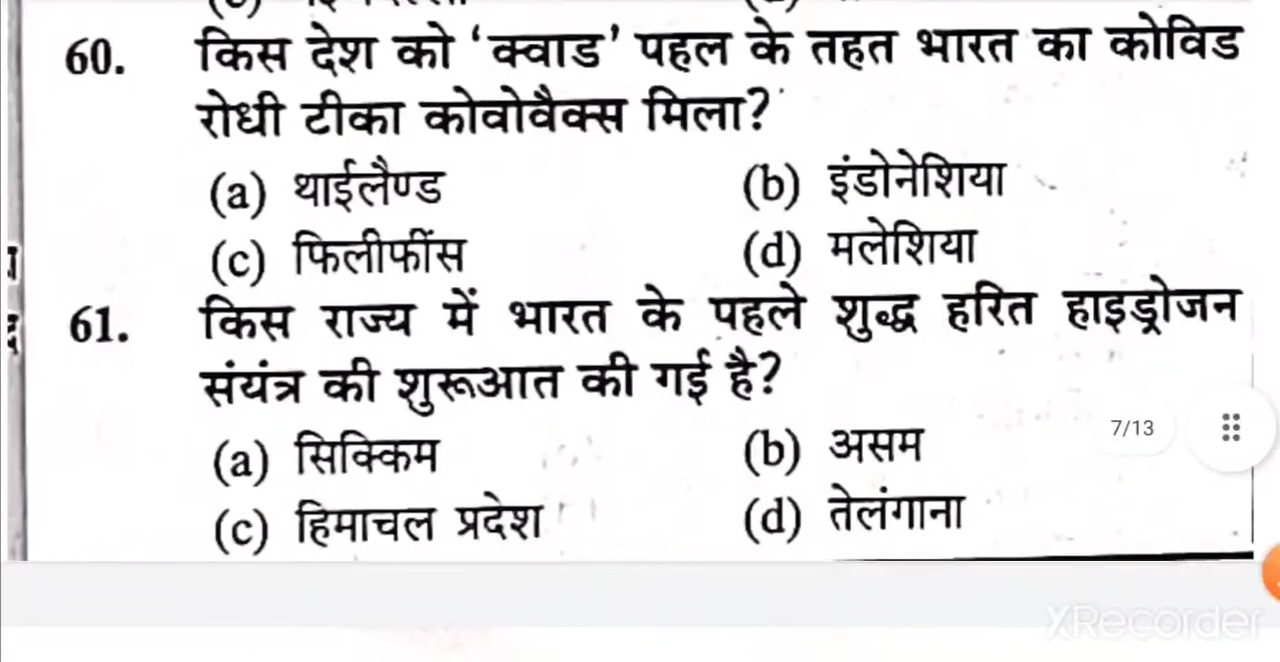 60. किस देश को ‘क्वाड’ पहल के तहत भारत का कोविड
रोधी टीका कोवोवैक्स मिला?
(a) थाईलैण्ड (b) इंडोनेशिया
(c) फिलीफींस (d) मलेशिया
61. किस राज्य में भारत के पहले शुद्ध हरित हाइड्रोजन
संयंत्र की शुरूआत की गई है?
(a) सिक्किम (b) असम
7/13
(c) हिमाचल प्रदेश (d) तेलंगाना
XRecorder